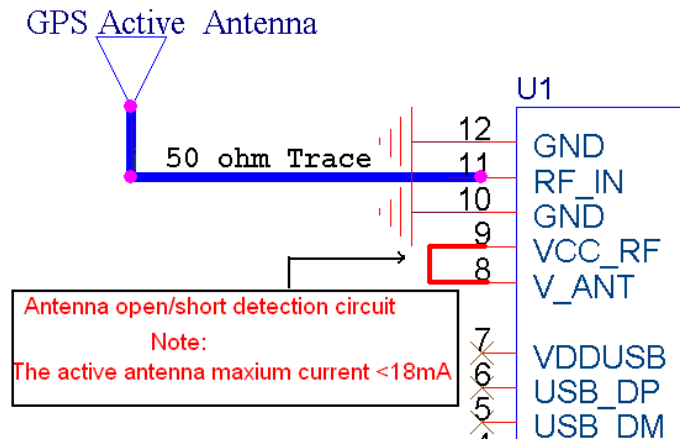 GPS Active Antenna
U1
12
GND
50 ohm Trace
11
RF_IN
10
GND
9
VCC_RF
8
V_ANT
Antenna open/short detection circuit
Note:
The active antenna maxium current <18mA
7
VDDUSB
6
USB_DP
5
USB_DM